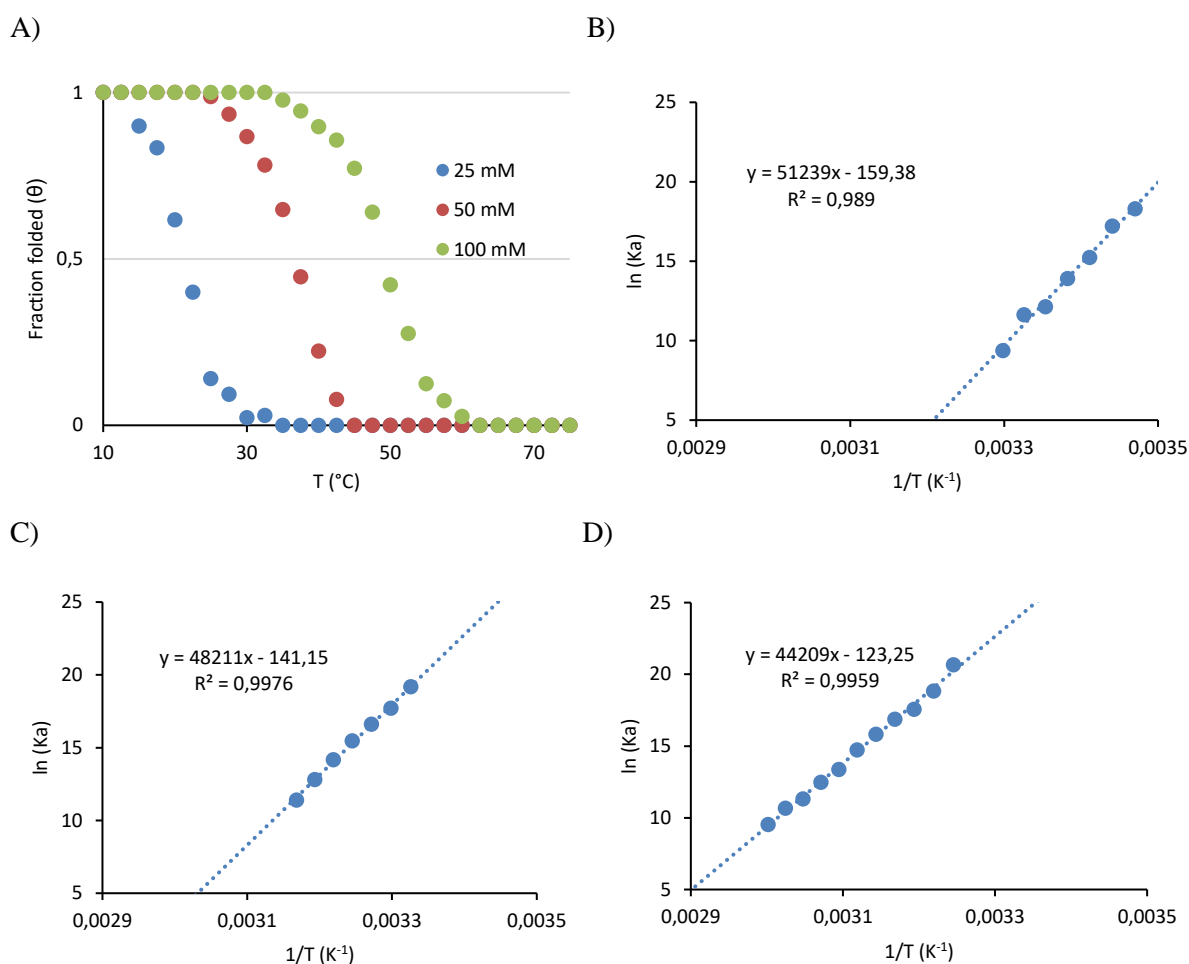 A)
1
0,5
0
10
30
50
70
Fraction folded (θ)
T (°C)
25 mM
50 mM
100 mM
B)
25
20
15
10
5
0,0029
0,0031
0,0033
0,0035
ln (Ka)
1/T (K⁻¹)
y = 51239x - 159,38
R² = 0,989
C)
25
20
15
10
5
0,0029
0,0031
0,0033
0,0035
ln (Ka)
1/T (K⁻¹)
y = 48211x - 141,15
R² = 0,9976
D)
25
20
15
10
5
0,0029
0,0031
0,0033
0,0035
ln (Ka)
1/T (K⁻¹)
y = 44209x - 123,25
R² = 0,9959